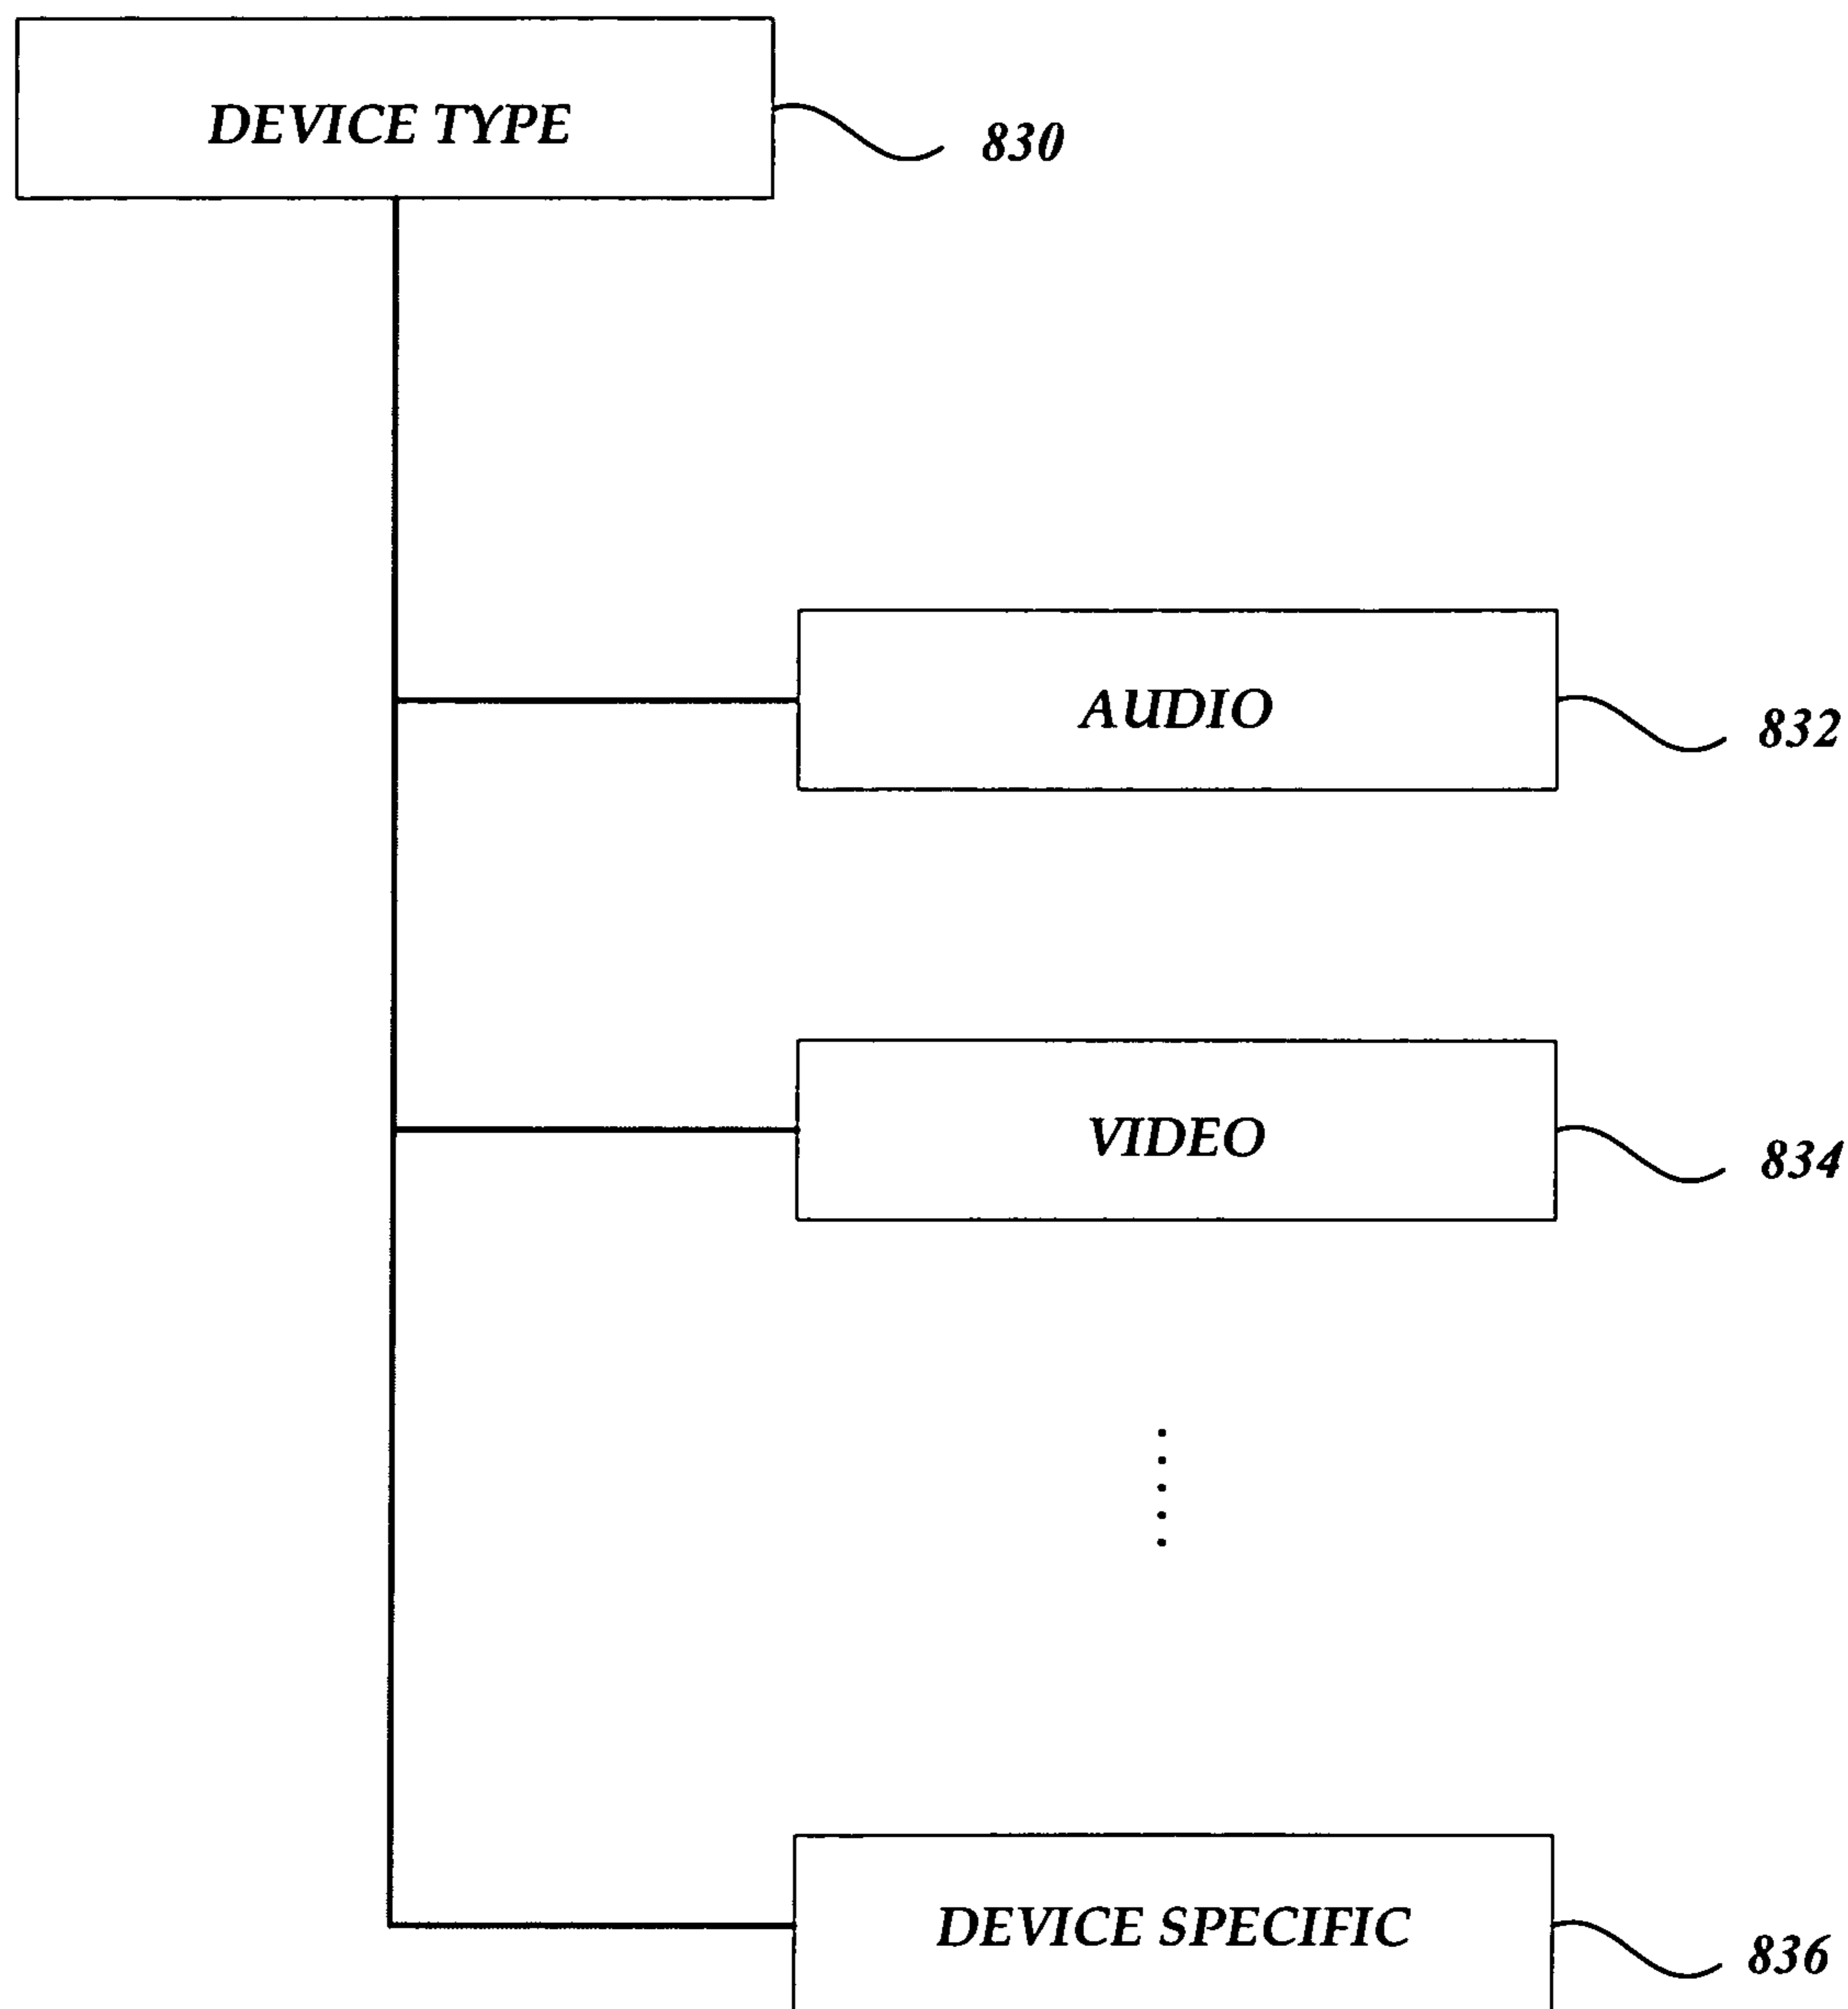 DEVICE TYPE
830
AUDIO
832
VIDEO
834
DEVICE SPECIFIC
836